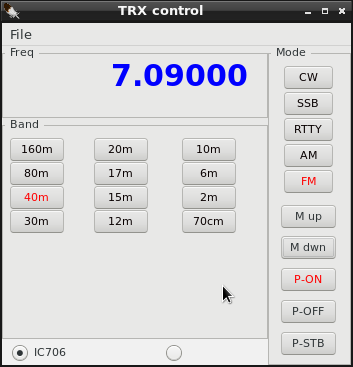 TRX control
File
Freq
7.09000
Band
160m 20m 10m
80m 17m 6m
40m 15m 2m
30m 12m 70cm
IC706
Mode
CW
SSB
RTTY
AM
FM
M up
M dwn
P-ON
P-OFF
P-STB